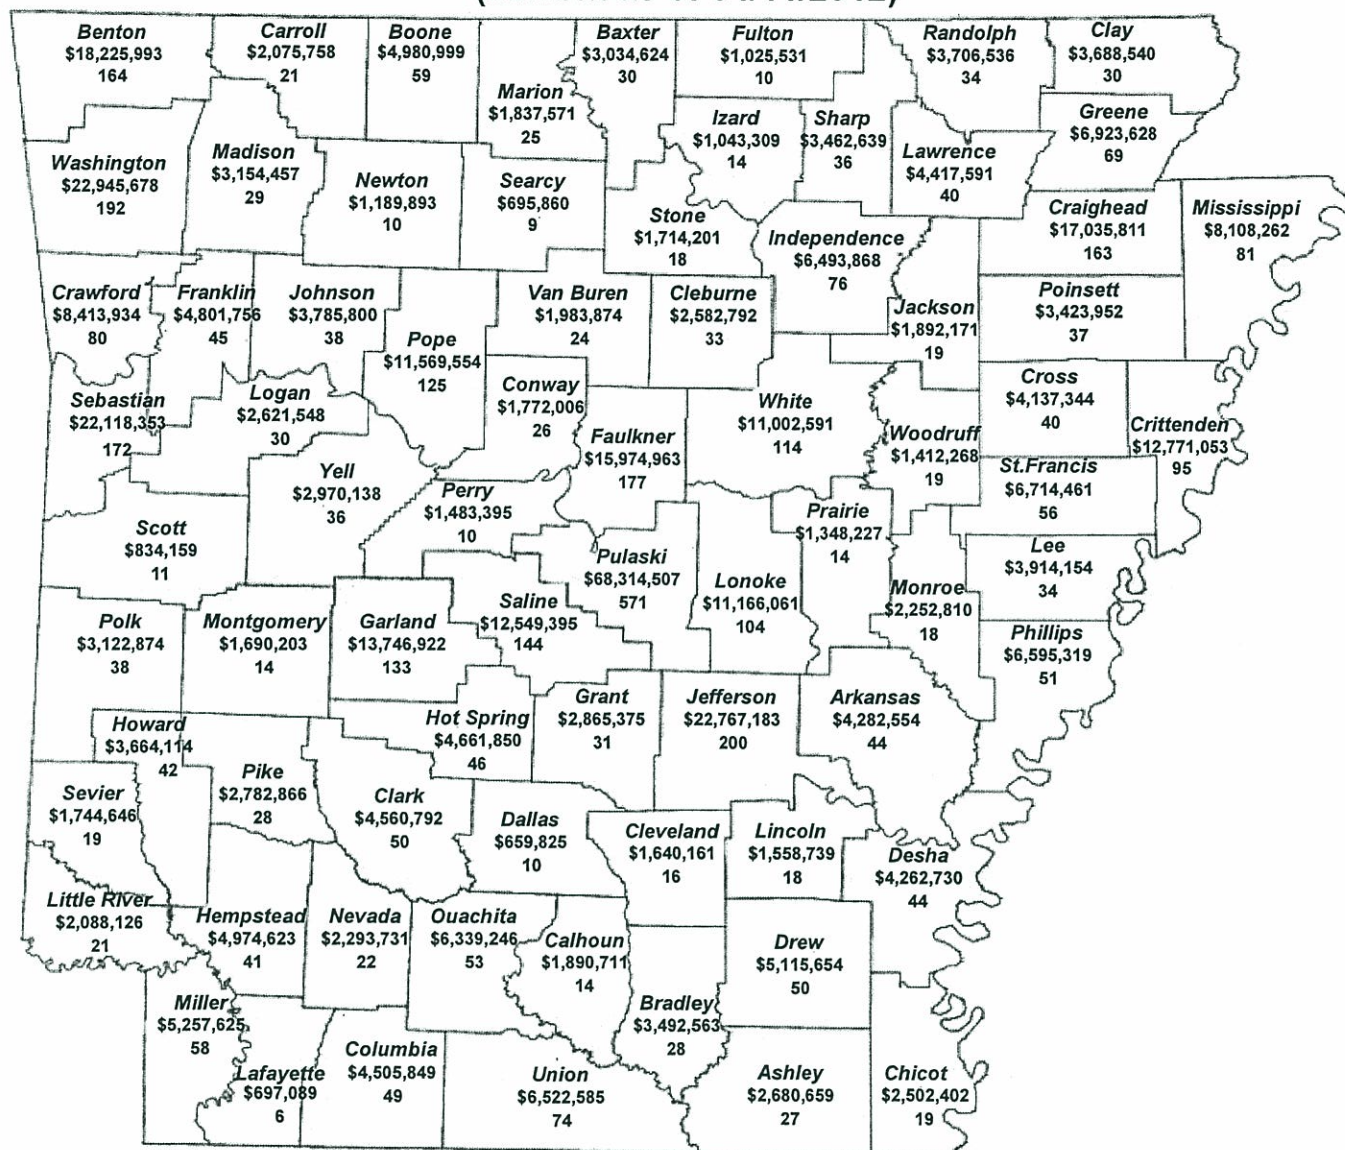 Benton
$18,225,993
164
Carroll
$2,075,758
21
Boone
$4,980,999
59
Marion
$1,837,571
25
Baxter
$3,034,624
30
Fulton
$1,025,531
10
Randolph
$3,706,536
34
Clay
$3,688,540
30
Washington
$22,945,678
192
Madison
$3,154,457
29
Newton
$1,189,893
10
Searcy
$695,860
9
Stone
$1,714,201
18
Izard
$1,043,309
14
Sharp
$3,462,639
36
Lawrence
$4,417,591
40
Greene
$6,923,628
69
Independence
$6,493,868
76
Craighead
$17,035,811
163
Mississippi
$8,108,262
81
Crawford
$8,413,934
80
Franklin
$4,801,756
45
Johnson
$3,785,800
38
Pope
$11,569,554
125
Van Buren
$1,983,874
24
Cleburne
$2,582,792
33
Jackson
$1,892,171
19
Poinsett
$3,423,952
37
Sebastian
$22,118,353
172
Logan
$2,621,548
30
Conway
$1,772,006
26
Faulkner
$15,974,963
177
White
$11,002,591
114
Woodruff
$1,412,268
19
Cross
$4,137,344
40
Crittenden
$12,771,053
95
St.Francis
$6,714,461
56
Scott
$834,159
11
Yell
$2,970,138
36
Perry
$1,483,395
10
Pulaski
$68,314,507
571
Lonoke
$11,166,061
104
Prairie
$1,348,227
14
Monroe
$2,252,810
18
Lee
$3,914,154
34
Phillips
$6,595,319
51
Polk
$3,122,874
38
Montgomery
$1,690,203
14
Garland
$13,746,922
133
Saline
$12,549,395
144
Hot Spring
$4,661,850
46
Grant
$2,865,375
31
Jefferson
$22,767,183
200
Arkansas
$4,282,554
44
Howard
$3,664,114
42
Sevier
$1,744,646
19
Pike
$2,782,866
28
Clark
$4,560,792
50
Dallas
$659,825
10
Cleveland
$1,640,161
16
Lincoln
$1,558,739
18
Desha
$4,262,730
44
Little River
$2,088,126
21
Hempstead
$4,974,623
41
Nevada
$2,293,731
22
Ouachita
$6,339,246
53
Calhoun
$1,890,711
14
Bradley
$3,492,563
28
Drew
$5,115,654
50
Miller
$5,257,625
58
Lafayette
$697,089
6
Columbia
$4,505,849
49
Union
$6,522,585
74
Ashley
$2,680,659
27
Chicot
$2,502,402
19